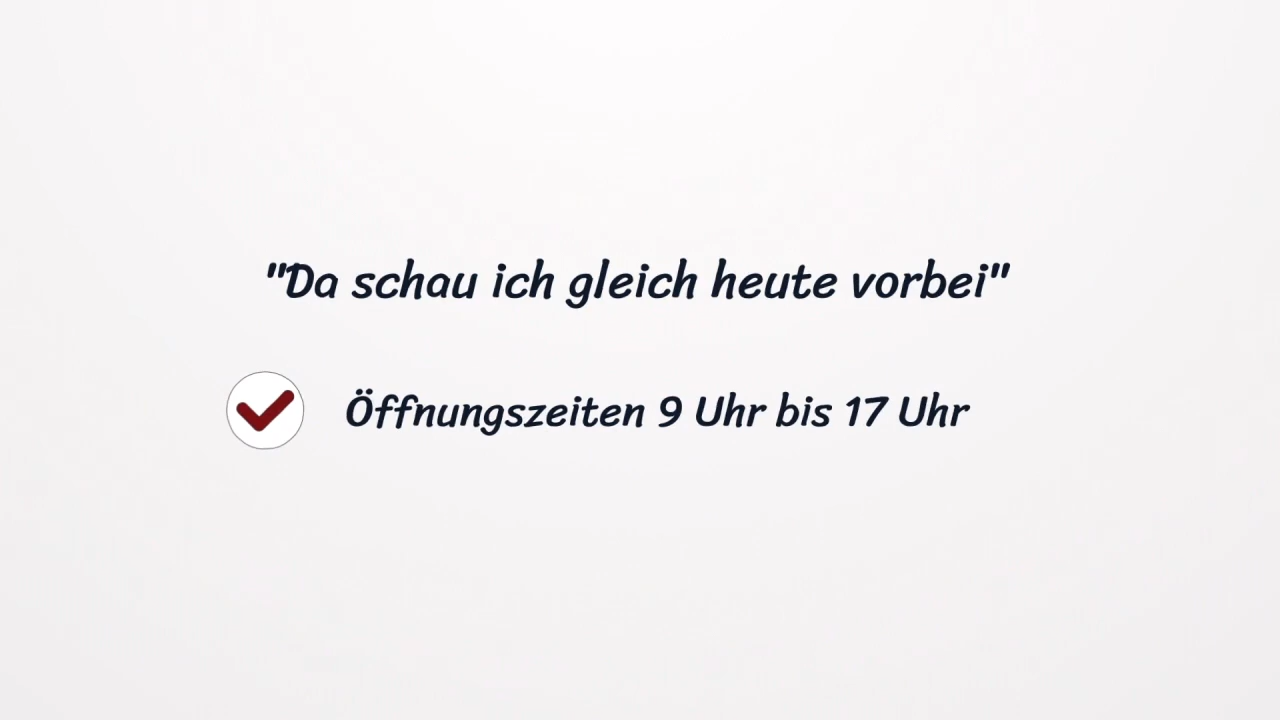 "Da schau ich gleich heute vorbei"
Öffnungszeiten 9 Uhr bis 17 Uhr